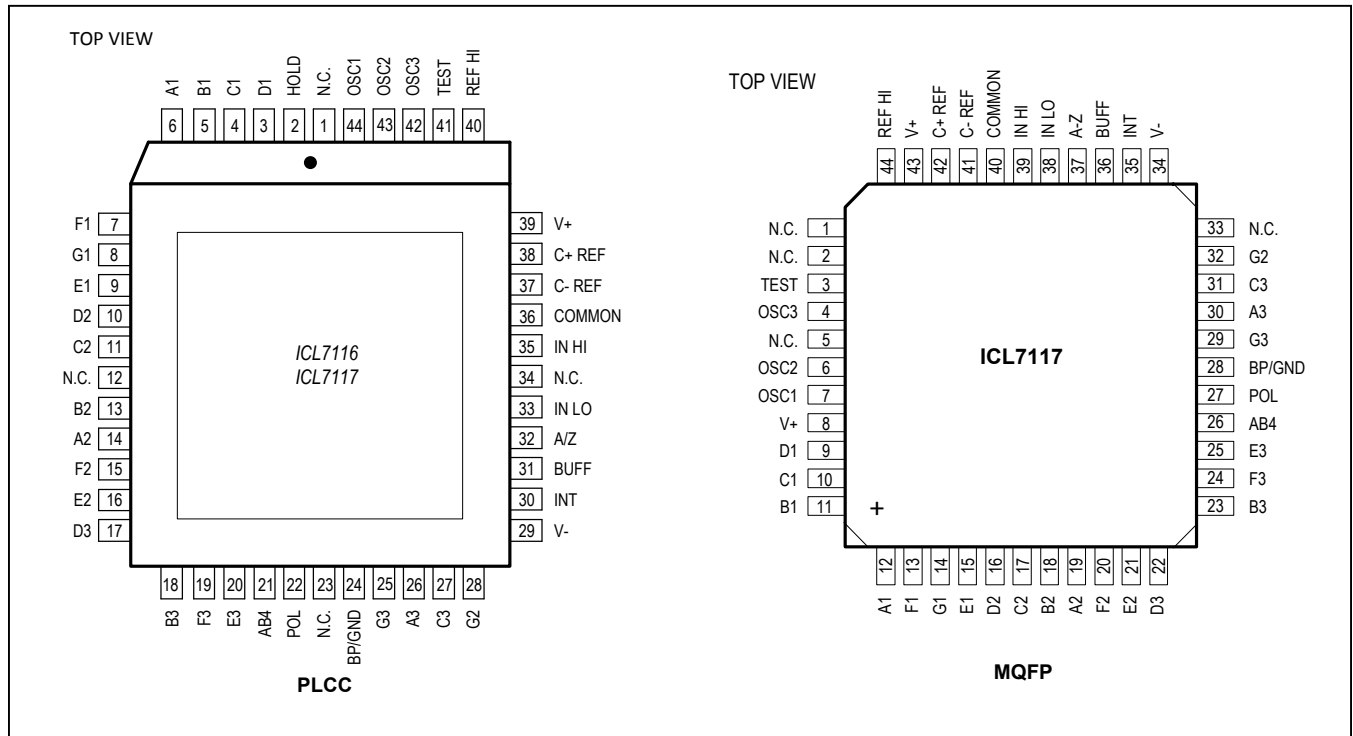 TOP VIEW
A1 B1 C1 D1 HOLD N.C. OSC1 OSC2 OSC3 TEST REF HI
6 5 4 3 2 1 44 43 42 41 40
F1 7
G1 8
E1 9
D2 10
C2 11
N.C. 12
B2 13
A2 14
F2 15
E2 16
D3 17
ICL7116
ICL7117
39 V+
38 C+ REF
37 C- REF
36 COMMON
35 IN HI
34 N.C.
33 IN LO
32 A/Z
31 BUFF
30 INT
29 V-
18 19 20 21 22 23 24 25 26 27 28
B3 F3 E3 AB4 POL N.C. BP/GND G3 A3 C3 G2
PLCC
TOP VIEW
REF HI V+ C+ REF C- REF COMMON IN HI IN LO A-Z BUFF INT V-
44 43 42 41 40 39 38 37 36 35 34
N.C. 1
N.C. 2
TEST 3
OSC3 4
N.C. 5
OSC2 6
OSC1 7
V+ 8
D1 9
C1 10
B1 11
ICL7117
+
33 N.C.
32 G2
31 C3
30 A3
29 G3
28 BP/GND
27 POL
26 AB4
25 E3
24 F3
23 B3
12 13 14 15 16 17 18 19 20 21 22
A1 F1 G1 E1 D2 C2 B2 A2 F2 E2 D3
MQFP